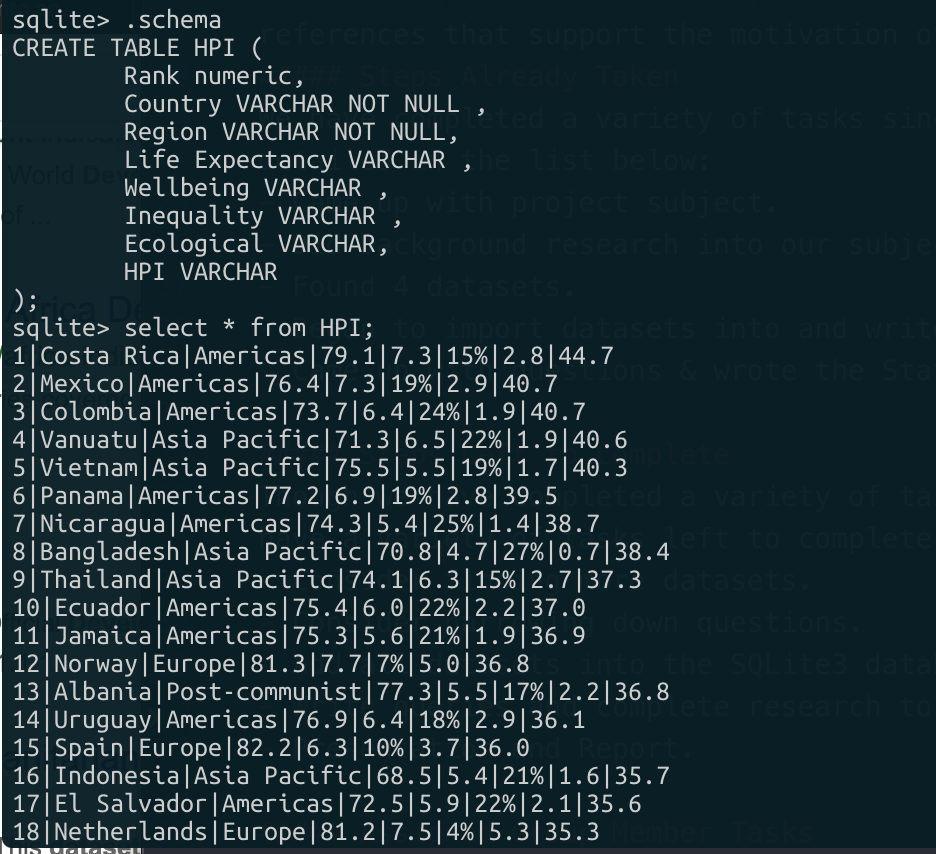 sqlite> .schema
CREATE TABLE HPI (
        Rank numeric,
        Country VARCHAR NOT NULL ,
        Region VARCHAR NOT NULL,
        Life Expectancy VARCHAR ,
        Wellbeing VARCHAR ,
        Inequality VARCHAR ,
        Ecological VARCHAR,
        HPI VARCHAR
);
sqlite> select * from HPI;
1|Costa Rica|Americas|79.1|7.3|15%|2.8|44.7
2|Mexico|Americas|76.4|7.3|19%|2.9|40.7
3|Colombia|Americas|73.7|6.4|24%|1.9|40.7
4|Vanuatu|Asia Pacific|71.3|6.5|22%|1.9|40.6
5|Vietnam|Asia Pacific|75.5|5.5|19%|1.7|40.3
6|Panama|Americas|77.2|6.9|19%|2.8|39.5
7|Nicaragua|Americas|74.3|5.4|25%|1.4|38.7
8|Bangladesh|Asia Pacific|70.8|4.7|27%|0.7|38.4
9|Thailand|Asia Pacific|74.1|6.3|15%|2.7|37.3
10|Ecuador|Americas|75.4|6.0|22%|2.2|37.0
11|Jamaica|Americas|75.3|5.6|21%|1.9|36.9
12|Norway|Europe|81.3|7.7|7%|5.0|36.8
13|Albania|Post-communist|77.3|5.5|17%|2.2|36.8
14|Uruguay|Americas|76.9|6.4|18%|2.9|36.1
15|Spain|Europe|82.2|6.3|10%|3.7|36.0
16|Indonesia|Asia Pacific|68.5|5.4|21%|1.6|35.7
17|El Salvador|Americas|72.5|5.9|22%|2.1|35.6
18|Netherlands|Europe|81.2|7.5|4%|5.3|35.3